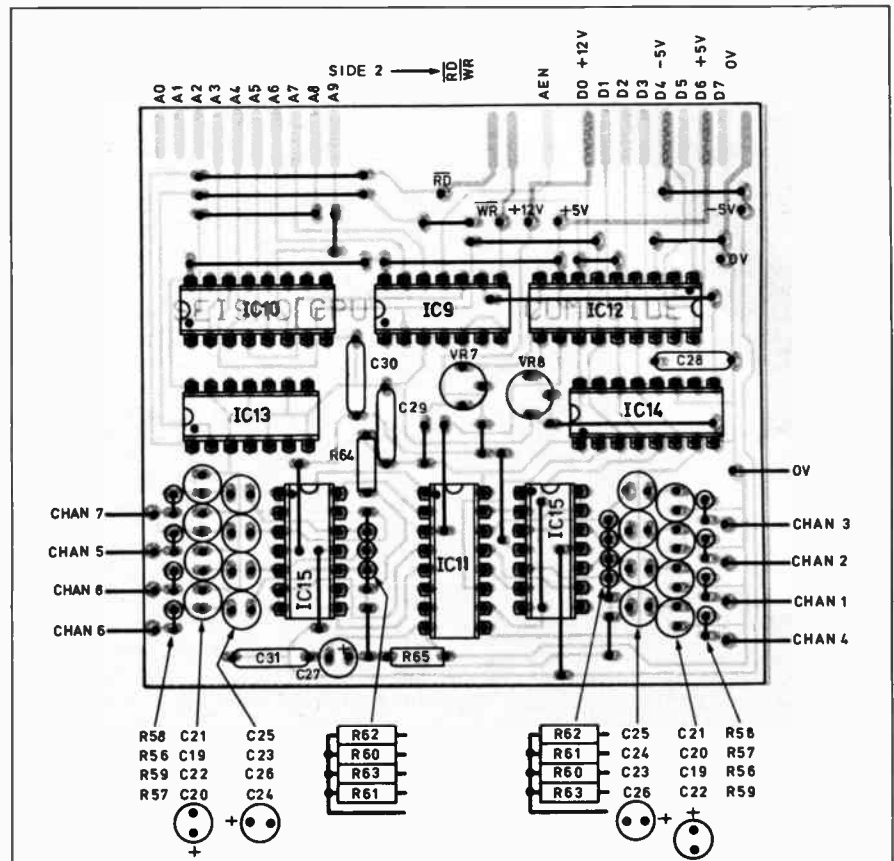 SIDE 2 → RD
WR
A0 A1 A2 A3 A4 A5 A6 A7 A8 A9 AEN D0 +12V D1 D2 D3 D4 -5V D5 D6 +5V D7 0V
RD
WR +12V +5V -5V
0V
IC10 IC9 IC12
C30 VR7 VR8 C28
IC13 C29 IC14
R64
0V
CHAN 7 CHAN 3
CHAN 5 CHAN 2
CHAN 8 CHAN 1
CHAN 6 CHAN 4
IC15 IC11 IC15
C31 C27 + R65
R58 C21 C25 R62 R62 C25 C21 R58
R56 C19 C23 R60 R61 C24 C20 R57
R59 C22 C26 R63 R60 C23 C19 R56
R57 C20 C24 R61 R63 C26 C22 R59
+ + + +